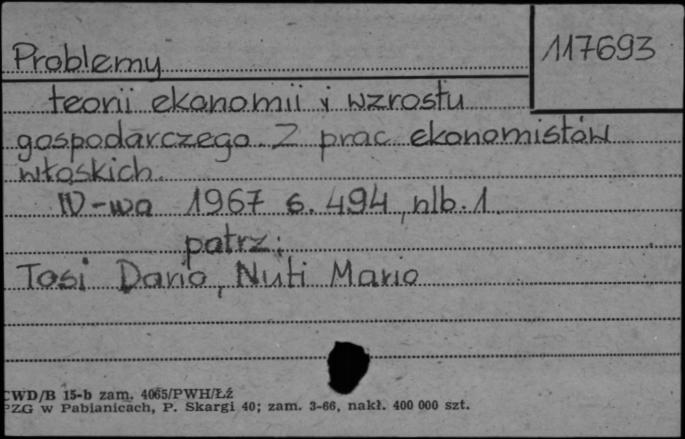 Problemy
117693
teorii ekonomii i wzrostu
gospodarczego. Z prac ekonomistów
włoskich.
W-wa 1967 s. 494, nlb. 1
patrz:
Tosi Dario, Nuti Mario
CWD/B 15-b zam. 4065/PWH/Łź
PZG w Pabianicach, P. Skargi 40; zam. 3-66, nakł. 400 000 szt.